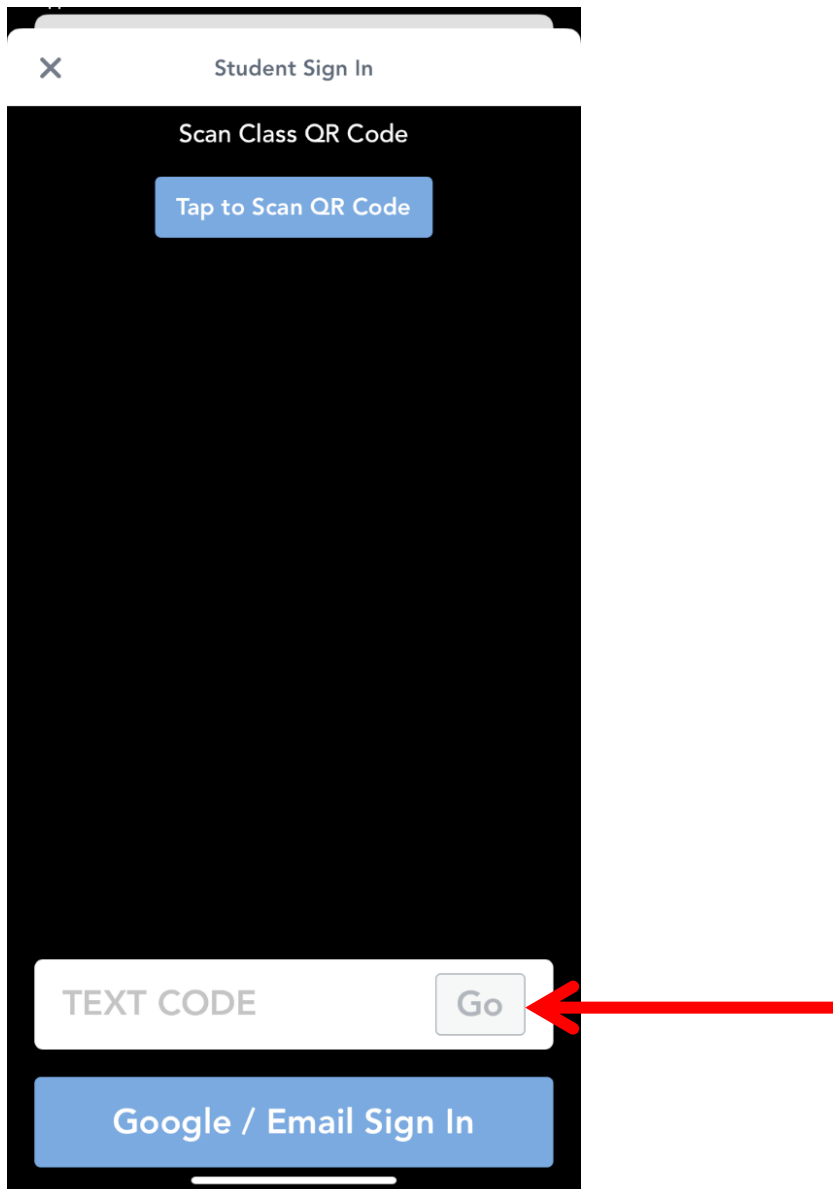 Student Sign In
Scan Class QR Code
Tap to Scan QR Code
TEXT CODE Go
Google / Email Sign In